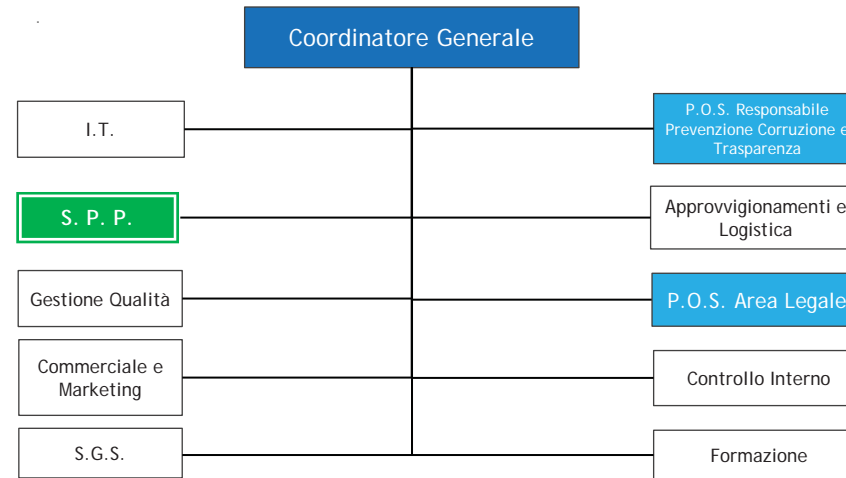 Coordinatore Generale
I.T.
P.O.S. Responsabile
Prevenzione Corruzione e
Trasparenza
S. P. P.
Approvvigionamenti e
Logistica
Gestione Qualità
P.O.S. Area Legale
Commerciale e
Marketing
Controllo Interno
S.G.S.
Formazione